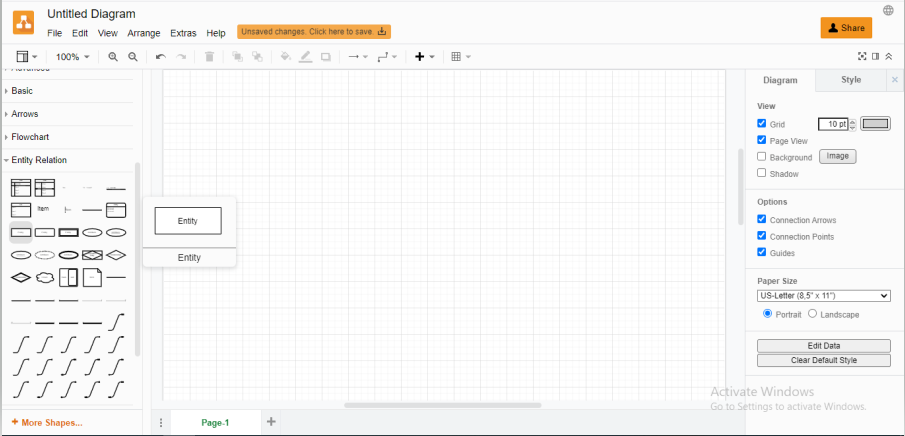 Untitled Diagram
File Edit View Arrange Extras Help
Unsaved changes. Click here to save.
Share
100%
Advanced
Basic
Arrows
Flowchart
Entity Relation
Item
Entity
Entity
+ More Shapes...
Page-1
Diagram
Style
View
Grid
10 pt
Page View
Background
Image
Shadow
Options
Connection Arrows
Connection Points
Guides
Paper Size
US-Letter (8,5" x 11")
Portrait
Landscape
Edit Data
Clear Default Style
Activate Windows
Go to Settings to activate Windows.